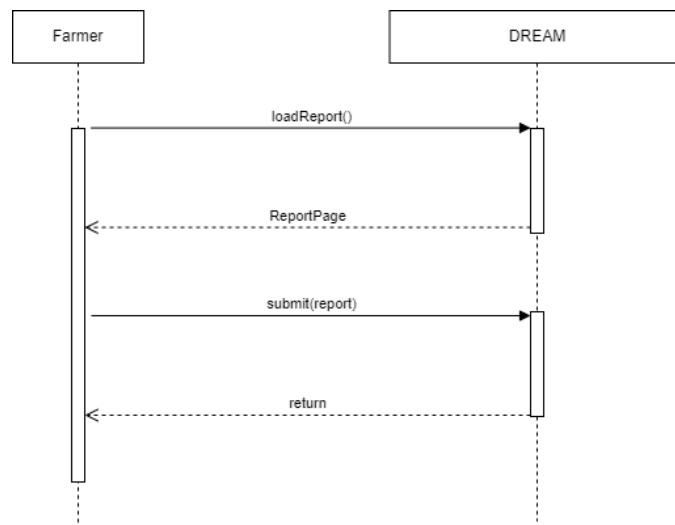 Farmer
DREAM
loadReport()
ReportPage
submit(report)
return